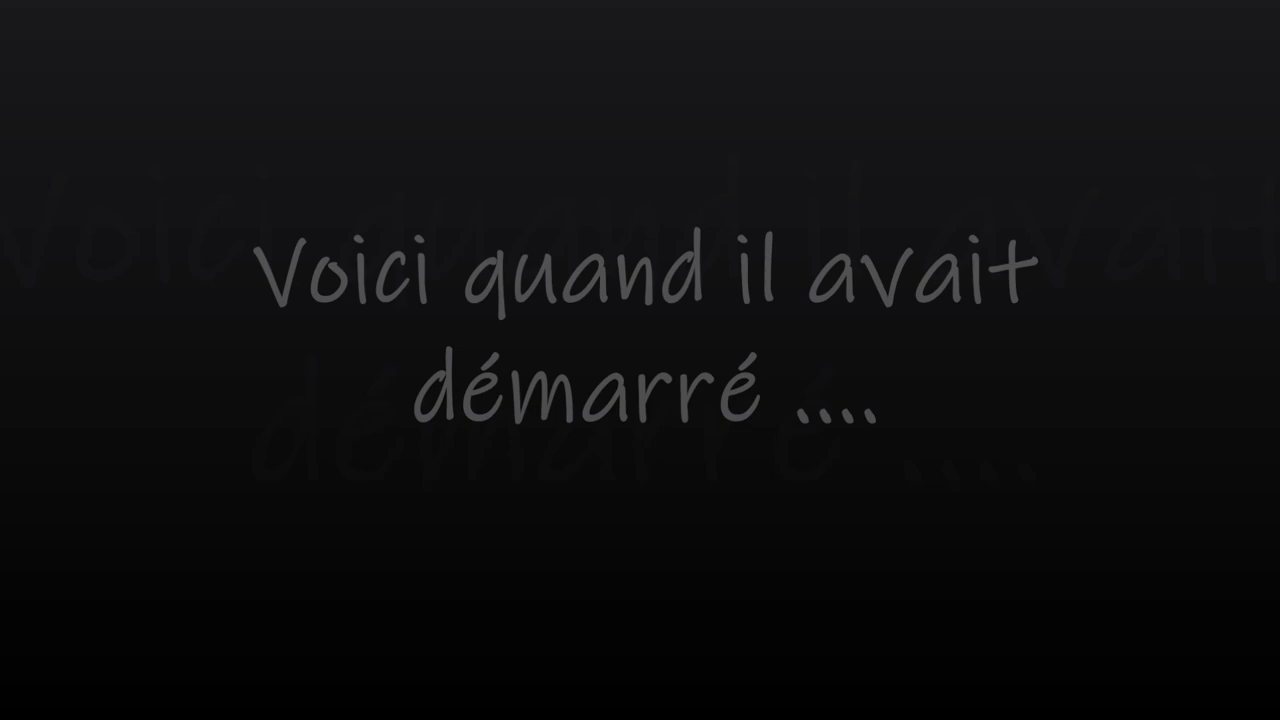 Voici quand il avait
démarré ....